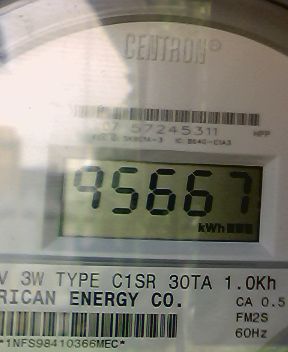 CENTRON®
57245311
HPP
95667
kWh
V 3W TYPE C1SR 30TA 1.0Kh
RICAN ENERGY CO.
CA 0.5
FM2S
60Hz
*1NFS98410366MEC*